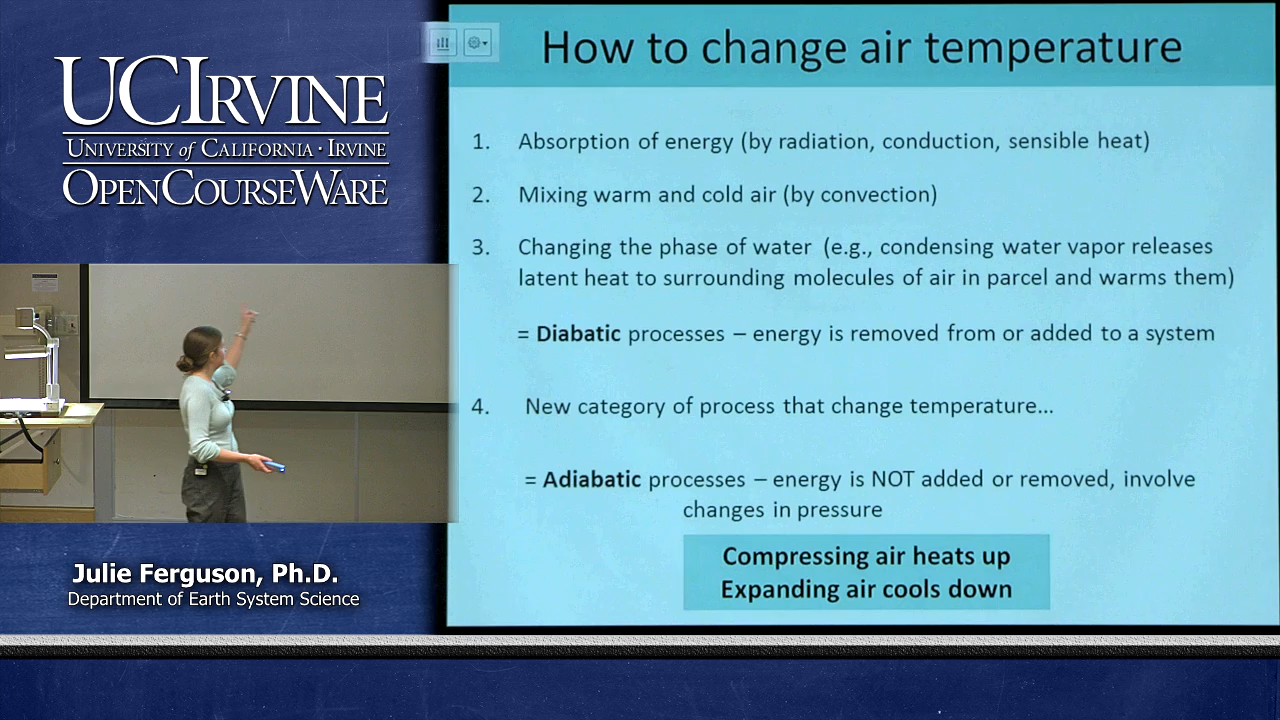 UCIRVINE
UNIVERSITY of CALIFORNIA · IRVINE
OPENCOURSEWARE
Julie Ferguson, Ph.D.
Department of Earth System Science
How to change air temperature
1. Absorption of energy (by radiation, conduction, sensible heat)
2. Mixing warm and cold air (by convection)
3. Changing the phase of water (e.g., condensing water vapor releases
latent heat to surrounding molecules of air in parcel and warms them)
= Diabatic processes – energy is removed from or added to a system
4. New category of process that change temperature...
= Adiabatic processes – energy is NOT added or removed, involve
changes in pressure
Compressing air heats up
Expanding air cools down